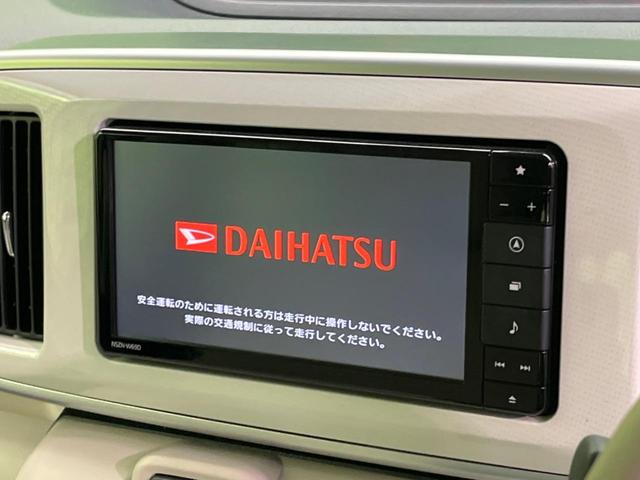 DAIHATSU
安全運転のために運転される方は走行中に操作しないでください。
実際の交通規制に従って走行してください。
NSZN-W69D